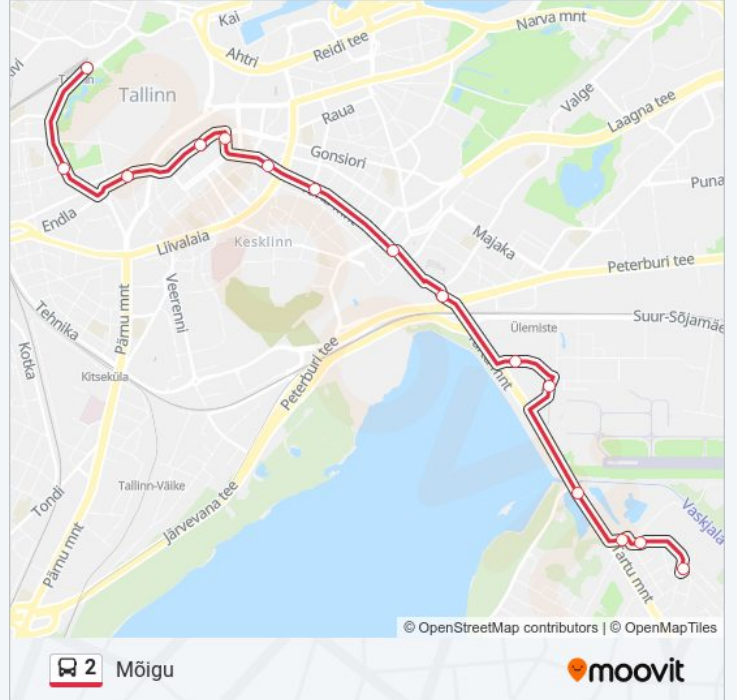 Kai
Narva mnt
Ahtri
Reidi tee
Tallinn
Raua
Valge
Laagna tee
Gonsiori
Puna
Endla
Liivalaia
Kesklinn
Majaka
Peterburi tee
Veerenni
Tehnika
Pärnu mnt
Ülemiste
Suur-Sõjamäe
Kotka
Kitseküla
Peterburi tee
Tondi
Tallinn-Väike
Järvevana tee
Pärnu mnt
Vaskjala
Tartu mnt
© OpenStreetMap contributors | © OpenMapTiles
2 Mõigu
moovit